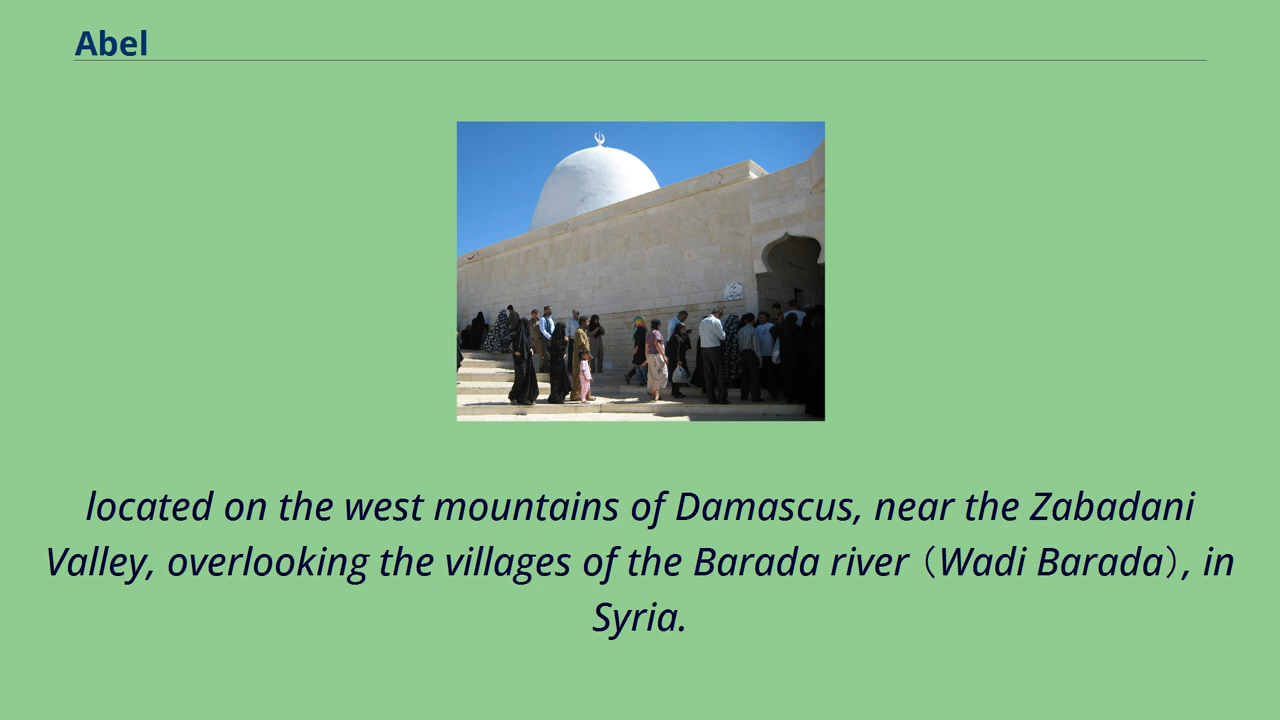 Abel
located on the west mountains of Damascus, near the Zabadani
Valley, overlooking the villages of the Barada river（Wadi Barada）, in
Syria.